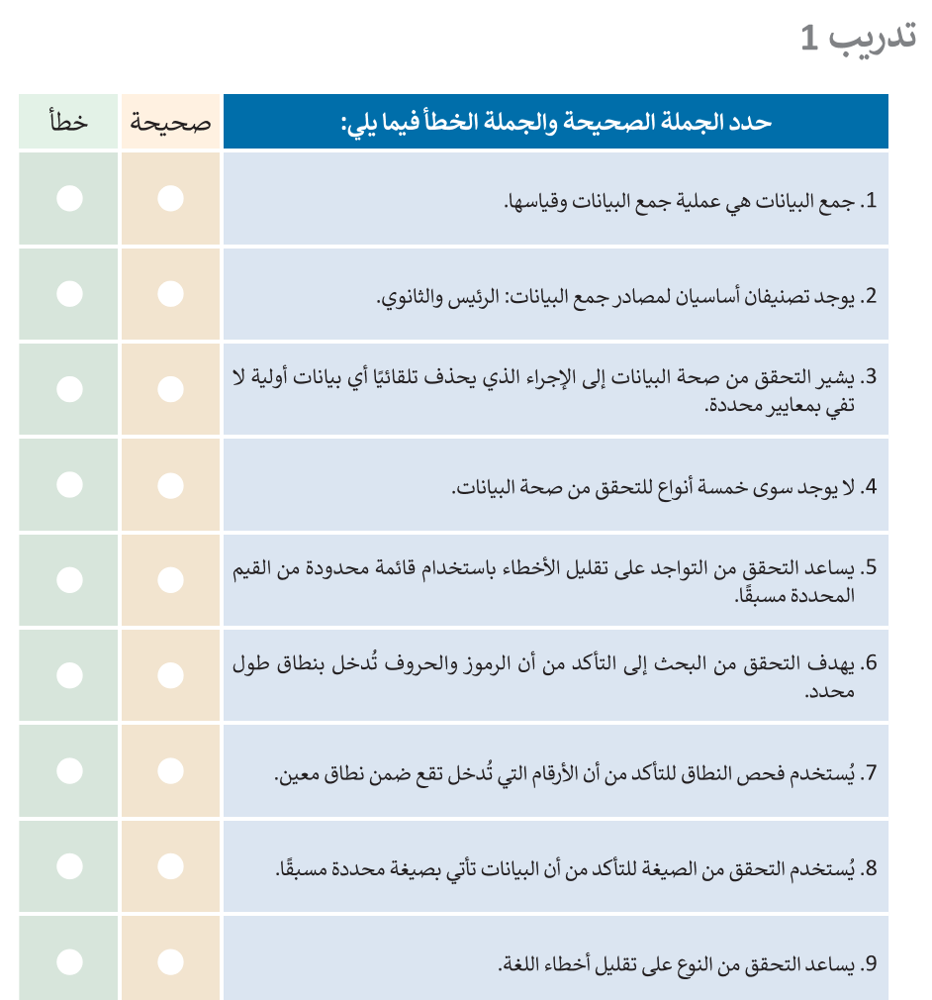 تدريب 1
حدد الجملة الصحيحة والجملة الخطأ فيما يلي:
صحيحة
خطأ
1. جمع البيانات هي عملية جمع البيانات وقياسها.
2. يوجد تصنيفان أساسيان لمصادر جمع البيانات: الرئيس والثانوي.
3. يشير التحقق من صحة البيانات إلى الإجراء الذي يحذف تلقائيًا أي بيانات أولية لا
تفي بمعايير محددة.
4. لا يوجد سوى خمسة أنواع للتحقق من صحة البيانات.
5. يساعد التحقق من التواجد على تقليل الأخطاء باستخدام قائمة محدودة من القيم
المحددة مسبقًا.
6. يهدف التحقق من البحث إلى التأكد من أن الرموز والحروف تُدخل بنطاق طول
محدد.
7. يُستخدم فحص النطاق للتأكد من أن الأرقام التي تُدخل تقع ضمن نطاق معين.
8. يُستخدم التحقق من الصيغة للتأكد من أن البيانات تأتي بصيغة محددة مسبقًا.
9. يساعد التحقق من النوع على تقليل أخطاء اللغة.